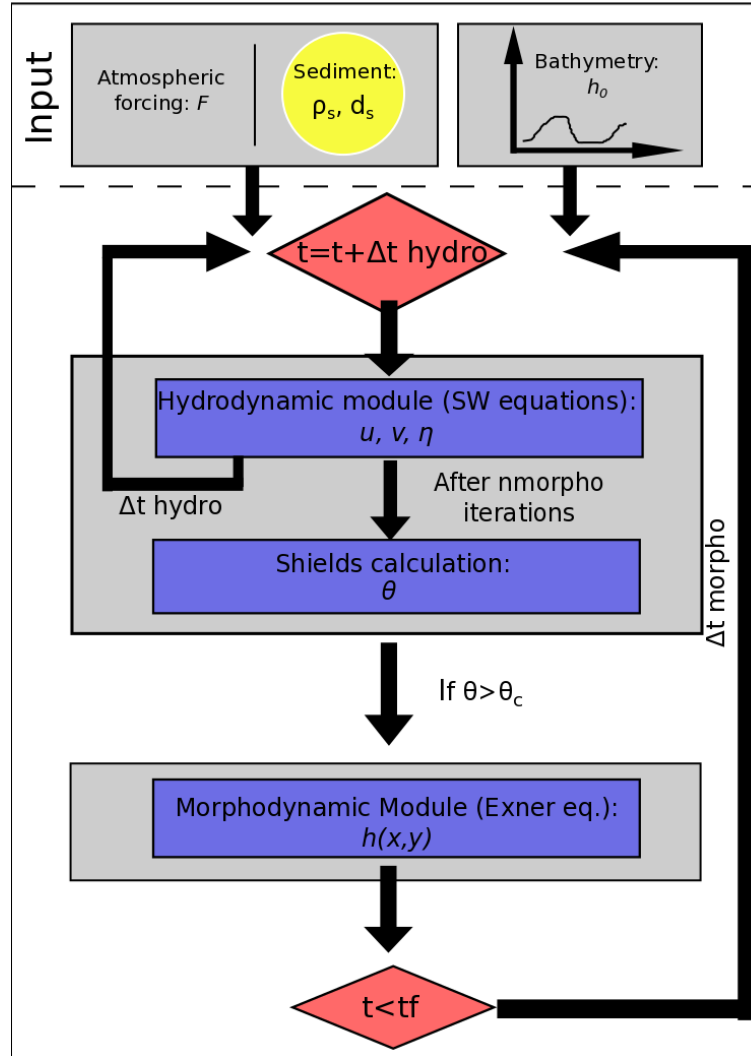 Input
Atmospheric
forcing: F
Sediment:
ρs, ds
Bathymetry:
h0
t=t+Δt hydro
Hydrodynamic module (SW equations):
u, v, η
Δt hydro
After nmorpho
iterations
Shields calculation:
θ
Δt morpho
If θ>θc
Morphodynamic Module (Exner eq.):
h(x,y)
t<tf